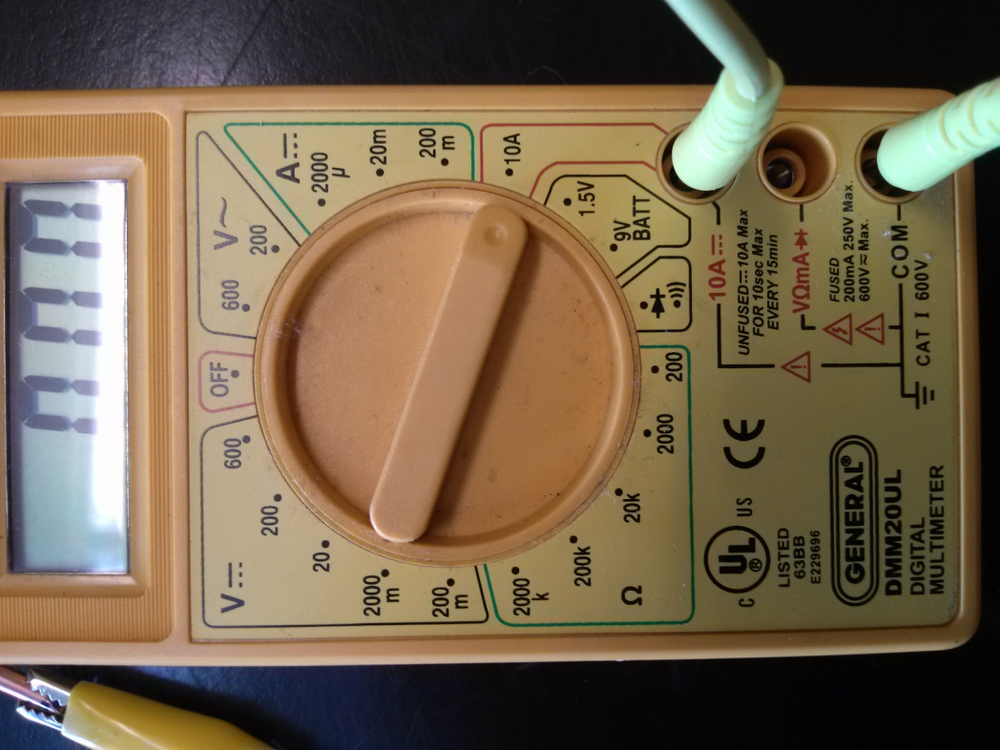 V⎓
600
OFF
600
200
V~
200
20
2000
m
200
m
A⎓
2000
µ
20m
200
m
10A
1.5V
9V
BATT
200
2000
20k
200k
2000
k
Ω
10A⎓
UNFUSED⎓10A Max
FOR 10sec Max
EVERY 15min
VΩmA
FUSED
200mA 250V Max.
600V≂Max.
COM
CAT I 600V
CE
C UL® US
LISTED
63BB
E229696
GENERAL®
DMM20UL
DIGITAL
MULTIMETER